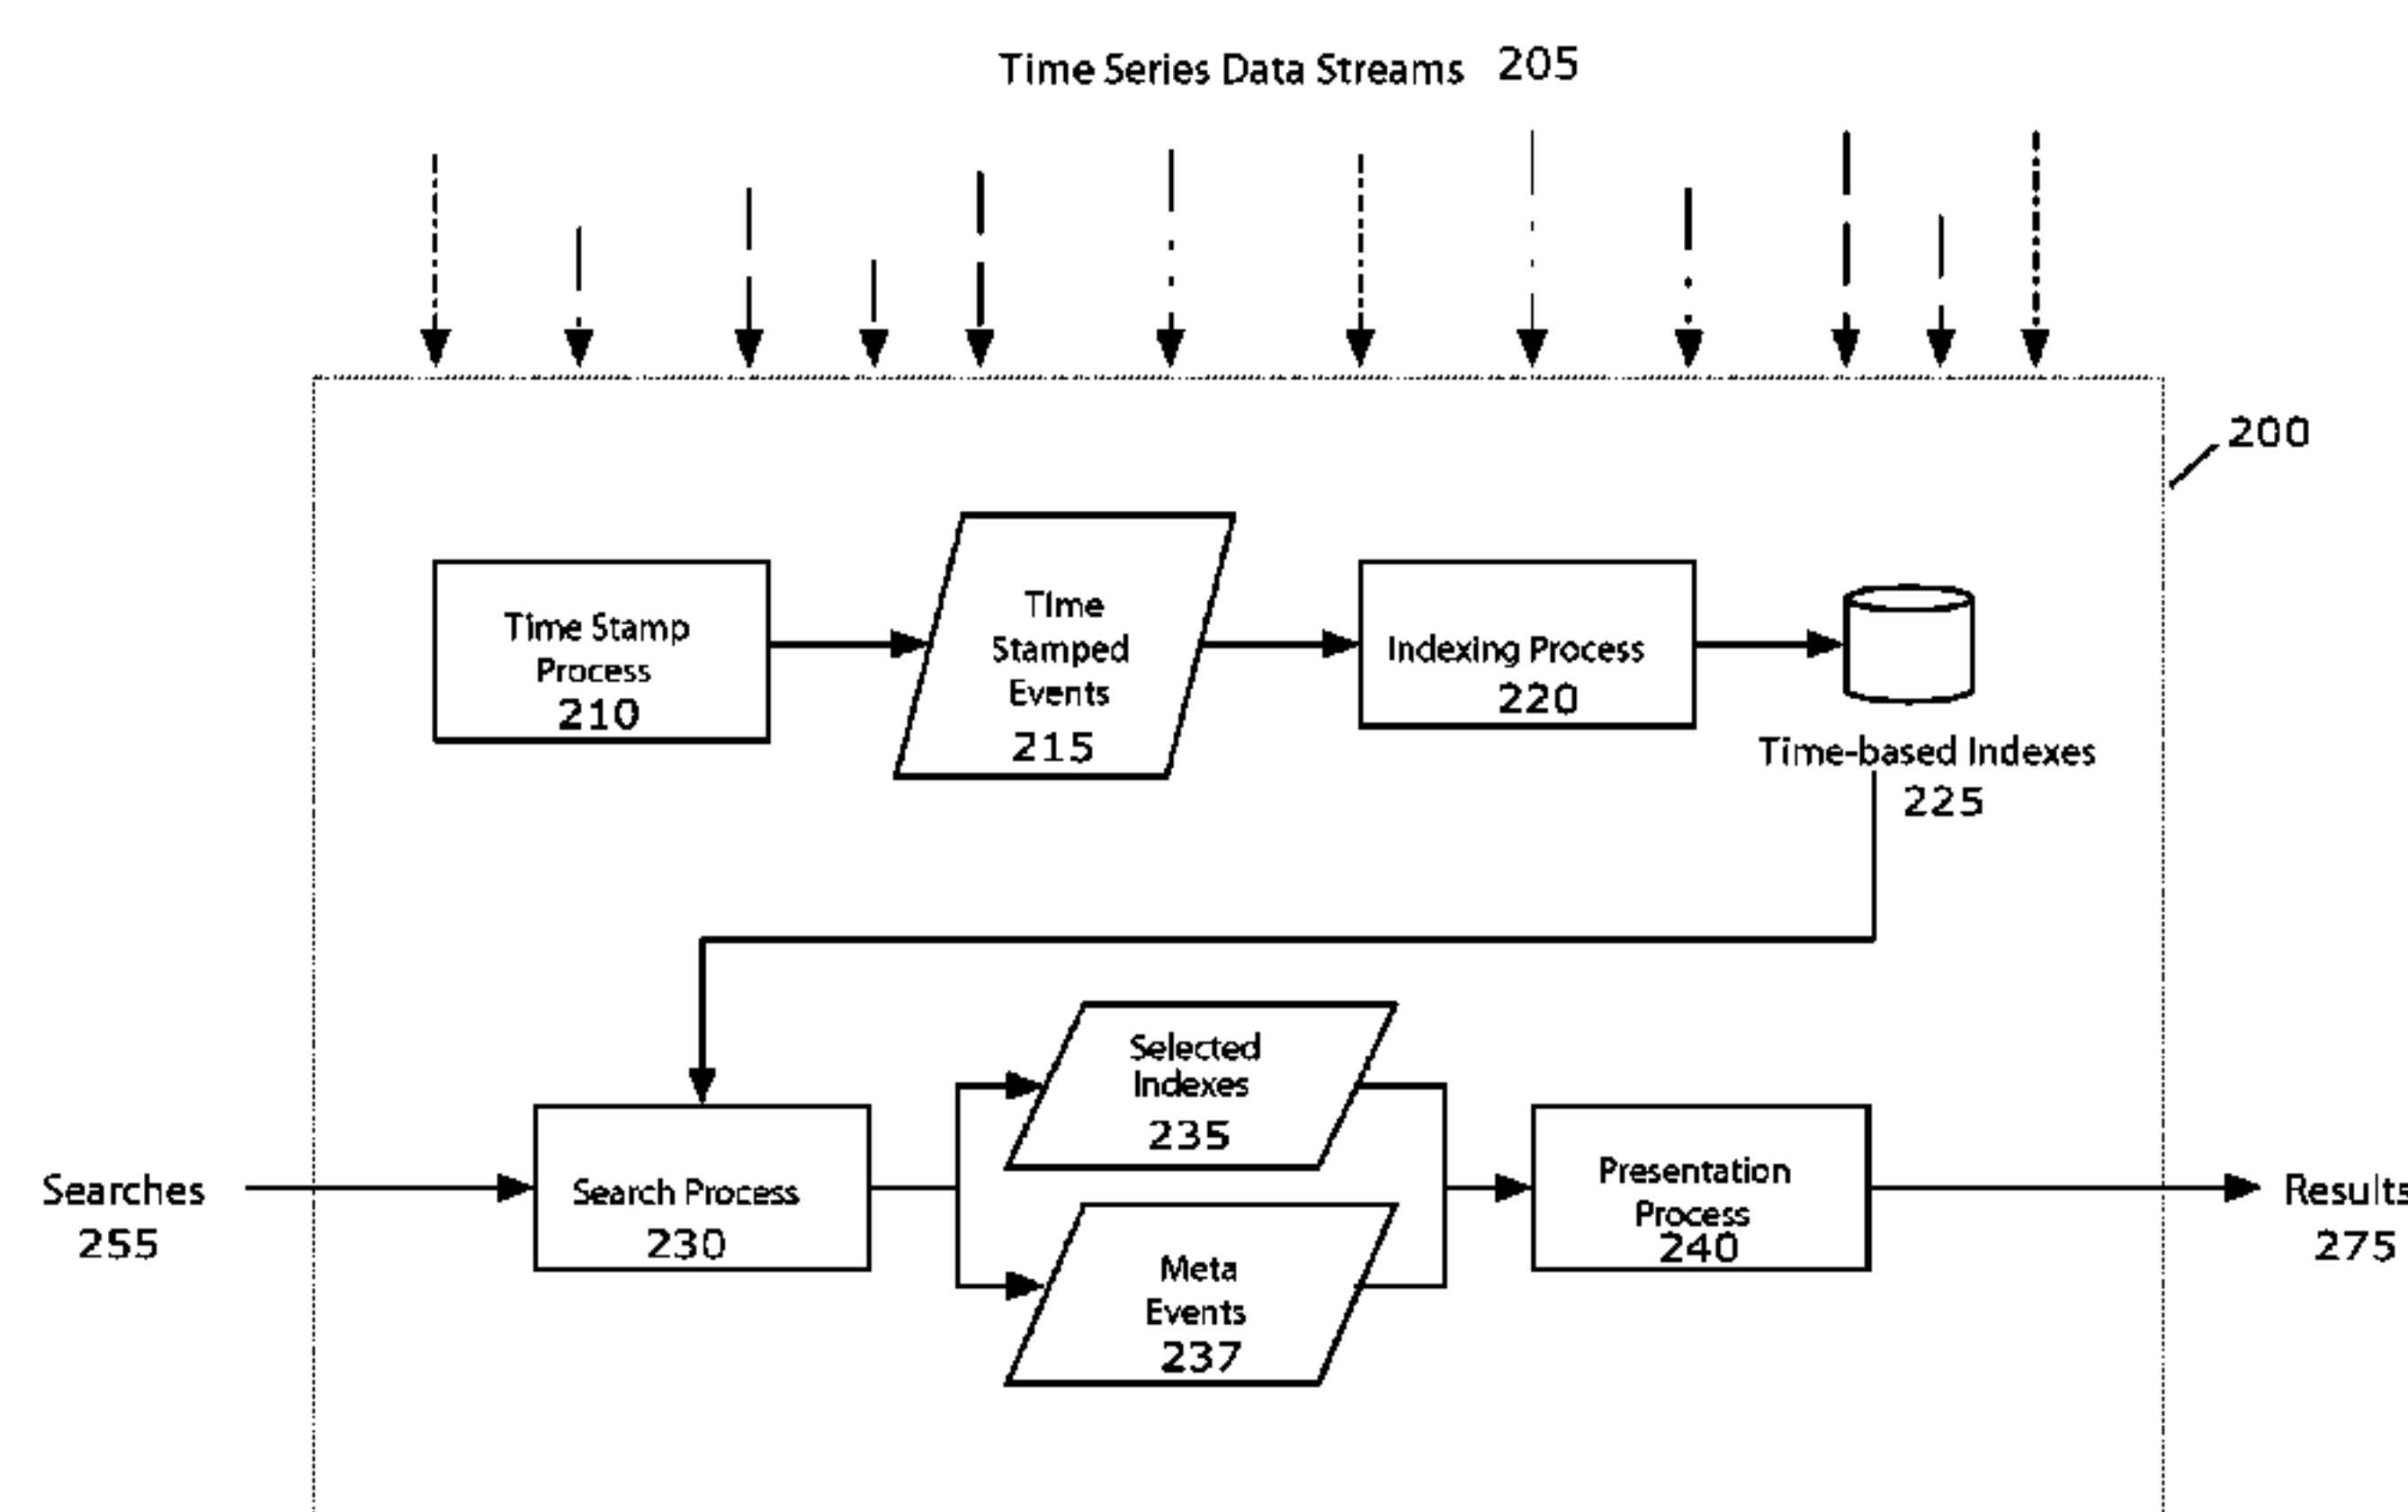 Time Series Data Streams 205
200
Time Stamp
Process
210
Time
Stamped
Events
215
Indexing Process
220
Time-based Indexes
225
Searches
255
Search Process
230
Selected
Indexes
235
Meta
Events
237
Presentation
Process
240
Results
275